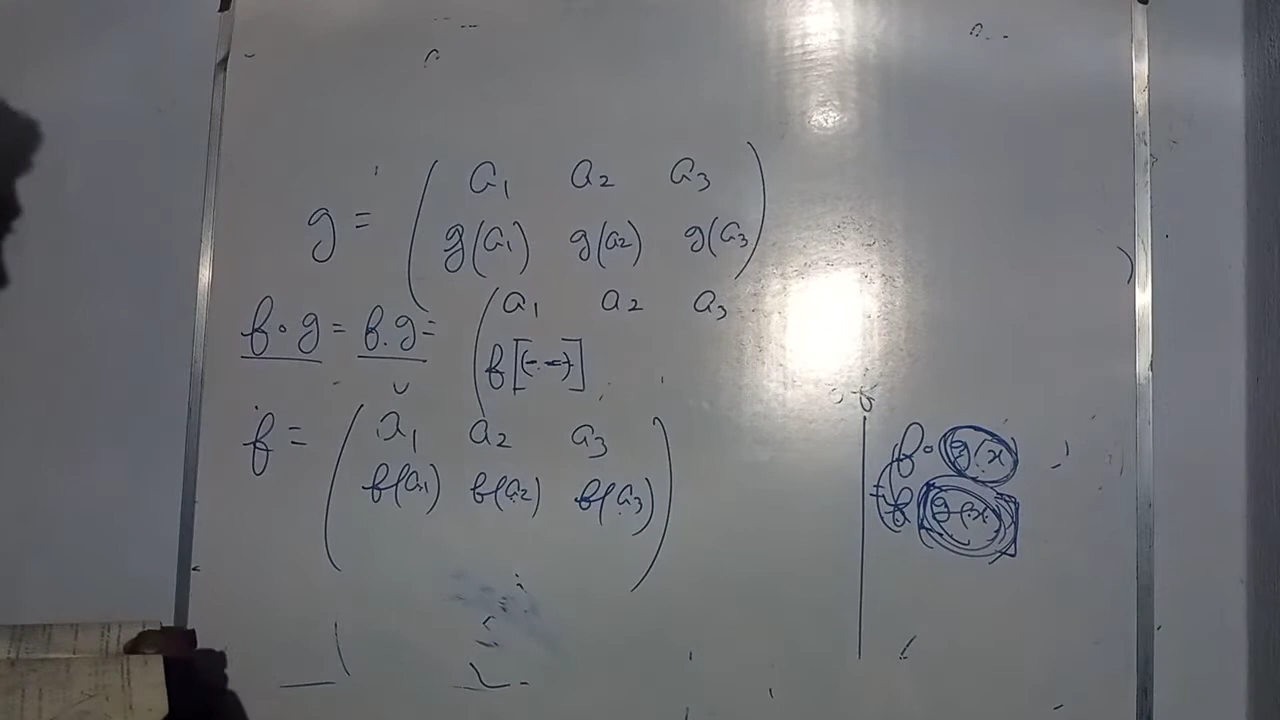 g = ( a₁ a₂ a₃
g(a₁) g(a₂) g(a₃ )
f∘g = f.g = ( a₁ a₂ a₃
f[(-·-)]
f = ( a₁ a₂ a₃
f(a₁) f(a₂) f(a₃) )
f∘g(x
= f g(x